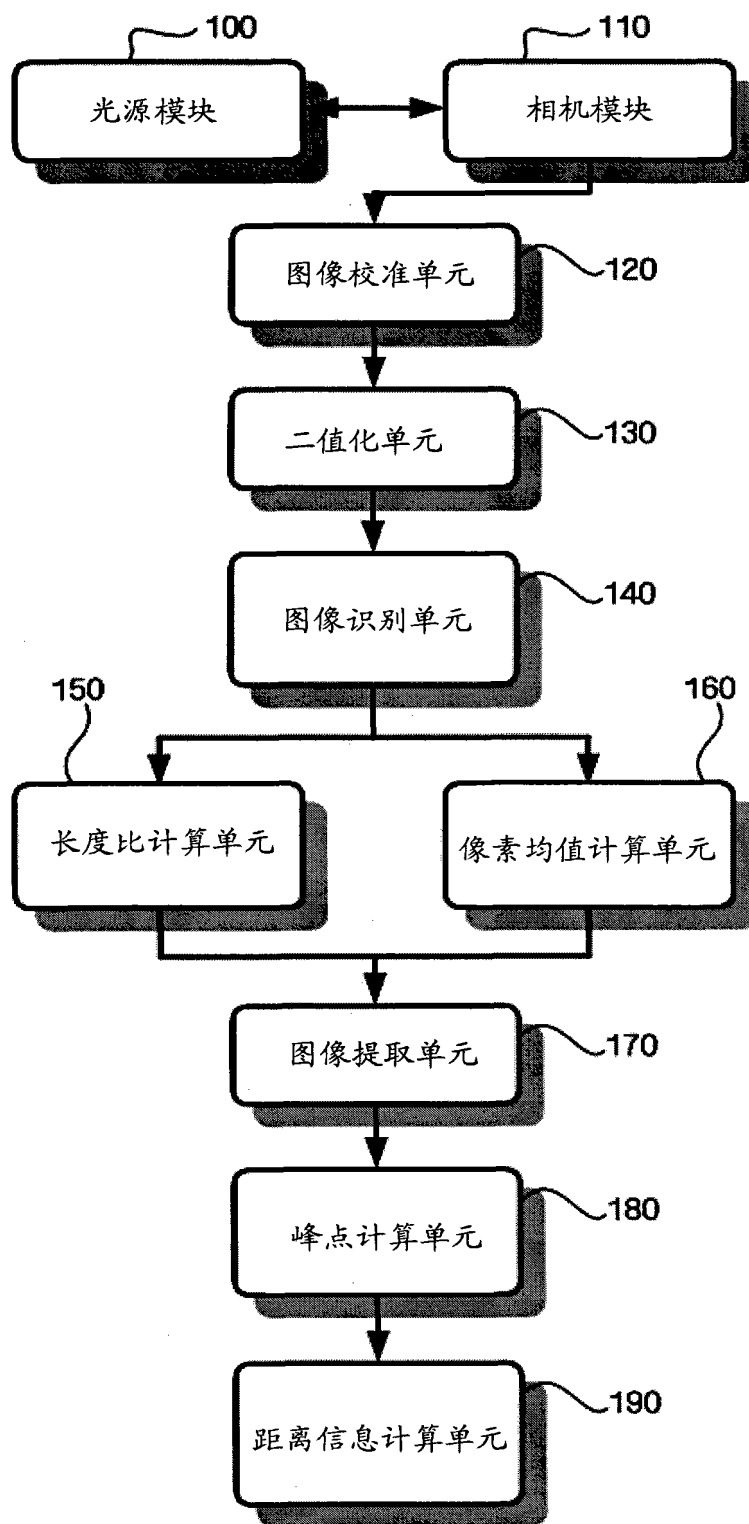 100
110
光源模块
相机模块
图像校准单元
120
二值化单元
130
图像识别单元
140
150
160
长度比计算单元
像素均值计算单元
图像提取单元
170
峰点计算单元
180
距离信息计算单元
190